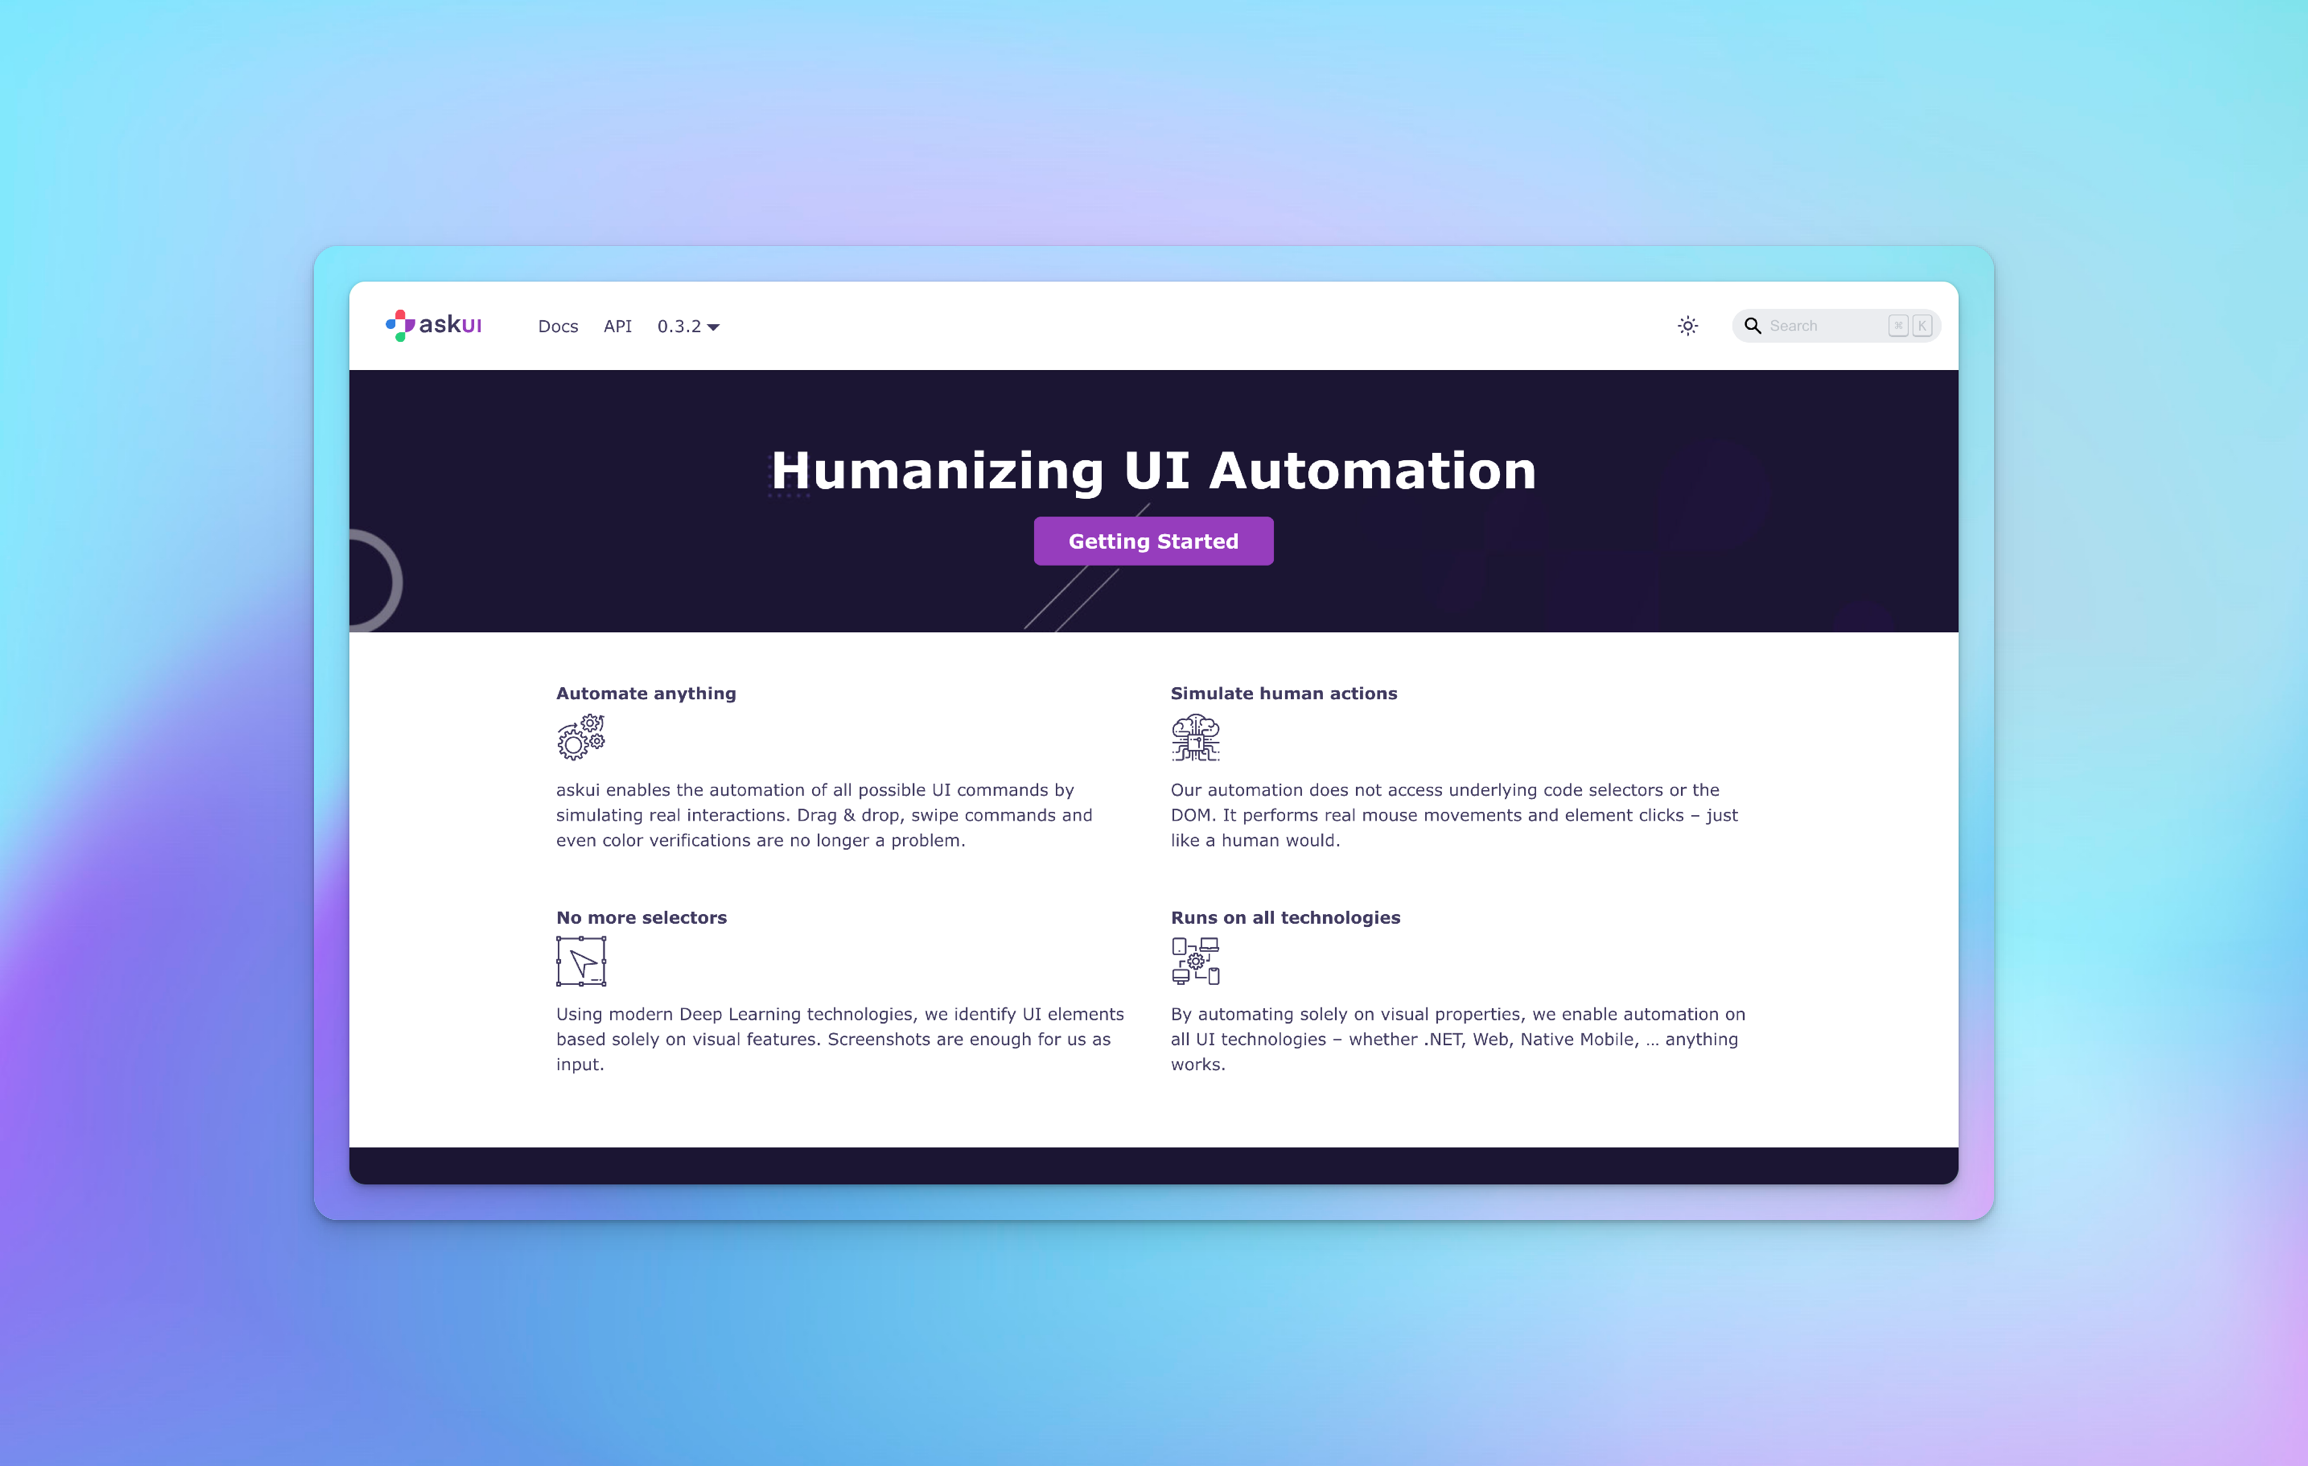 askui Docs API 0.3.2 Search ⌘ K
Humanizing UI Automation
Getting Started
Automate anything
askui enables the automation of all possible UI commands by
simulating real interactions. Drag & drop, swipe commands and
even color verifications are no longer a problem.
Simulate human actions
Our automation does not access underlying code selectors or the
DOM. It performs real mouse movements and element clicks – just
like a human would.
No more selectors
Using modern Deep Learning technologies, we identify UI elements
based solely on visual features. Screenshots are enough for us as
input.
Runs on all technologies
By automating solely on visual properties, we enable automation on
all UI technologies – whether .NET, Web, Native Mobile, ... anything
works.